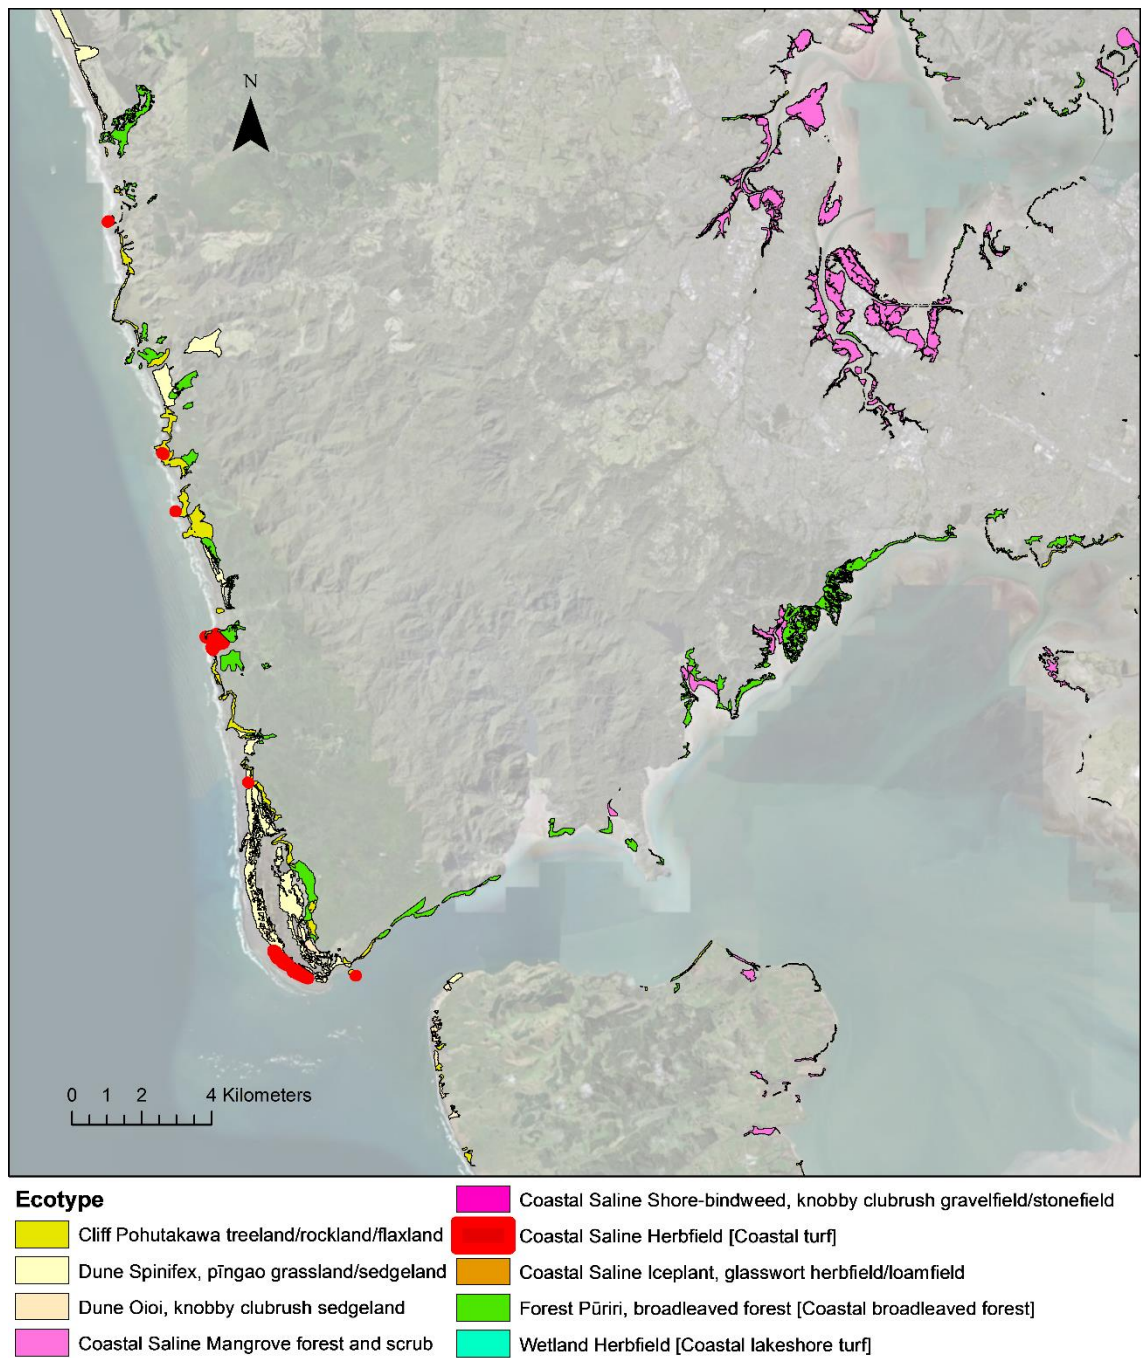 N
0 1 2 4 Kilometers
Ecotype
Cliff Pohutakawa treeland/rockland/flaxland
Dune Spinifex, pīngao grassland/sedgeland
Dune Oioi, knobby clubrush sedgeland
Coastal Saline Mangrove forest and scrub
Coastal Saline Shore-bindweed, knobby clubrush gravelfield/stonefield
Coastal Saline Herbfield [Coastal turf]
Coastal Saline Iceplant, glasswort herbfield/loamfield
Forest Pūriri, broadleaved forest [Coastal broadleaved forest]
Wetland Herbfield [Coastal lakeshore turf]